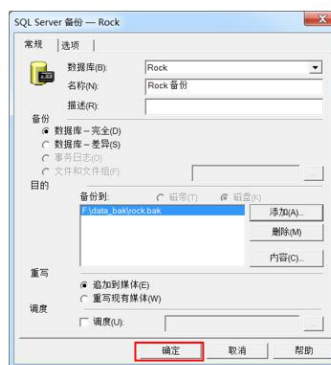 SQL Server 备份 — Rock
常规 选项
数据库(B): Rock
名称(N): Rock 备份
描述(R):
备份
数据库 – 完全(D)
数据库 – 差异(S)
事务日志(O)
文件和文件组(F):
目的
备份到: 磁带(T) 磁盘(K)
F:\data_bak\rock.bak
添加(A)...
删除(M)
内容(C)...
重写
追加到媒体(E)
重写现有媒体(W)
调度
调度(U):
确定 取消 帮助